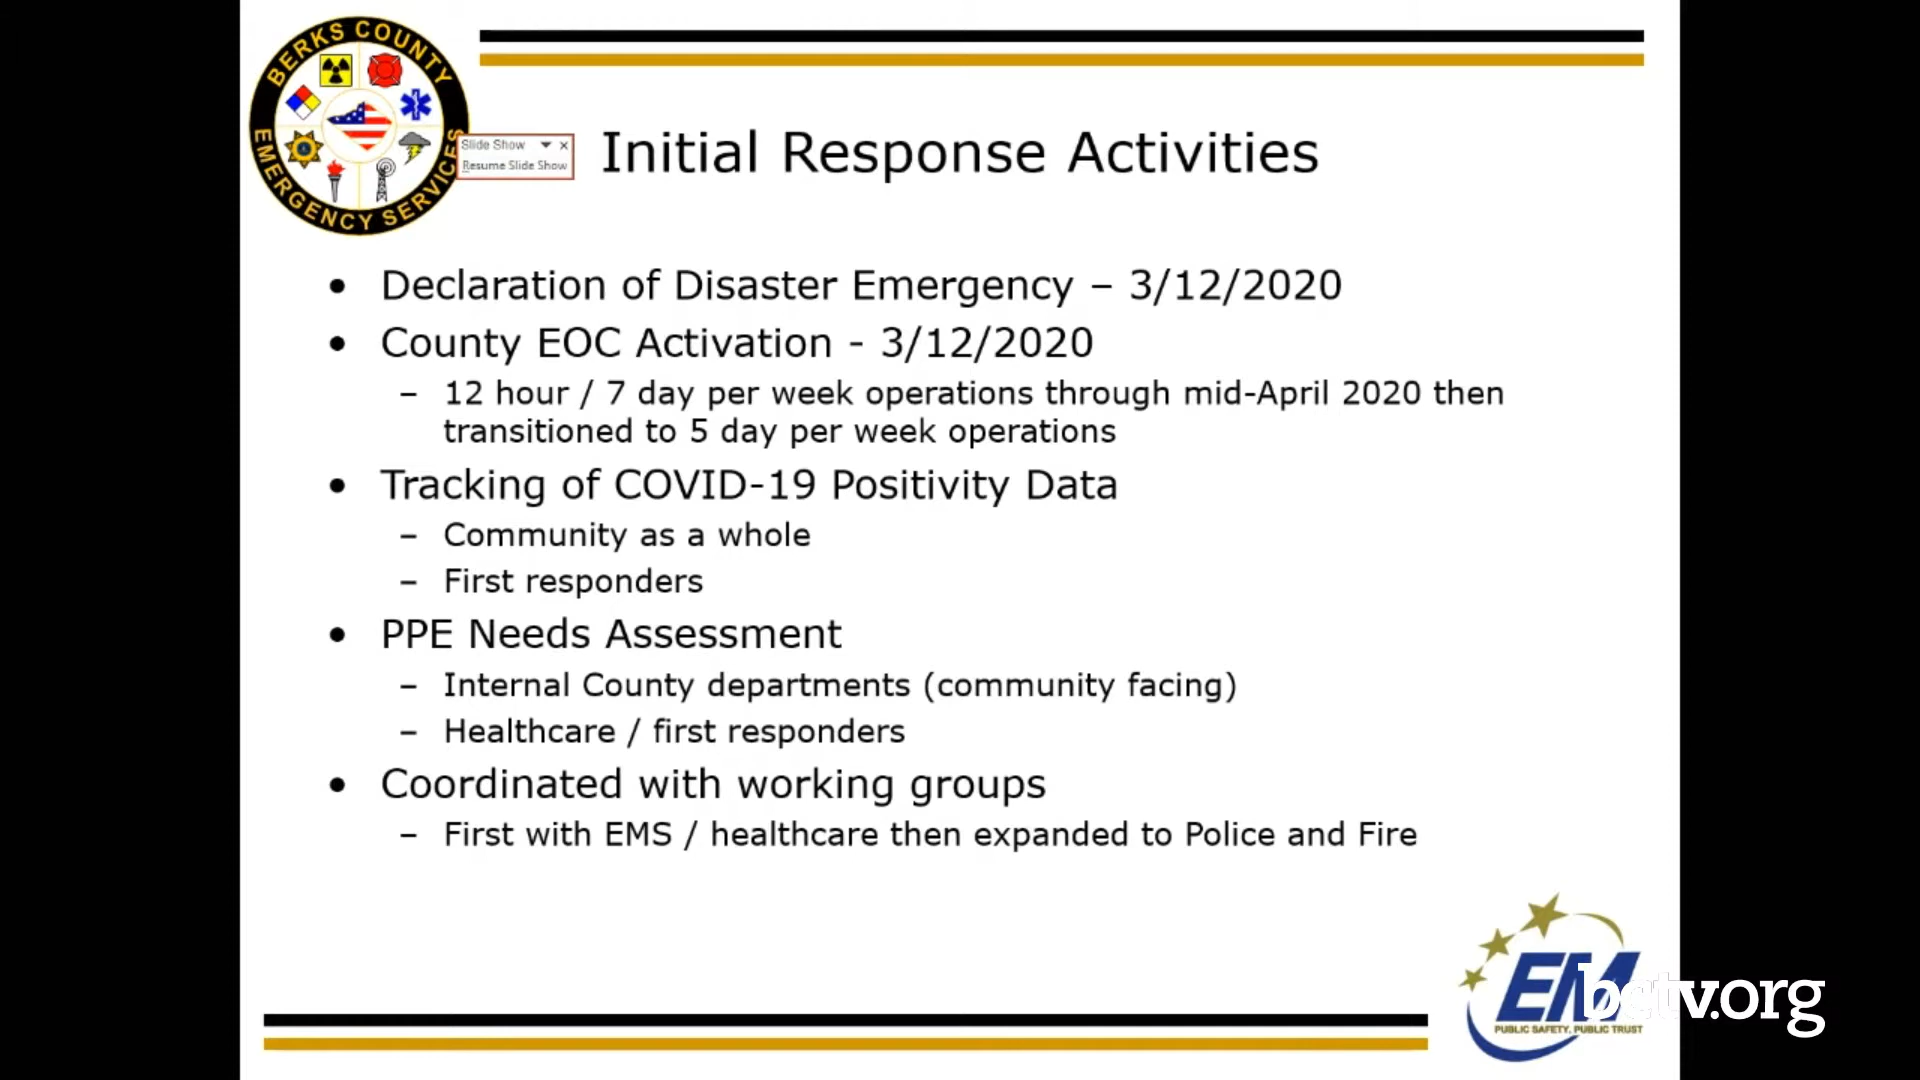 BERKS COUNTY
EMERGENCY SERVICES
Slide Show
Resume Slide Show
Initial Response Activities
• Declaration of Disaster Emergency – 3/12/2020
• County EOC Activation - 3/12/2020
– 12 hour / 7 day per week operations through mid-April 2020 then
transitioned to 5 day per week operations
• Tracking of COVID-19 Positivity Data
– Community as a whole
– First responders
• PPE Needs Assessment
– Internal County departments (community facing)
– Healthcare / first responders
• Coordinated with working groups
– First with EMS / healthcare then expanded to Police and Fire
EM
PUBLIC SAFETY, PUBLIC TRUST
bctv.org